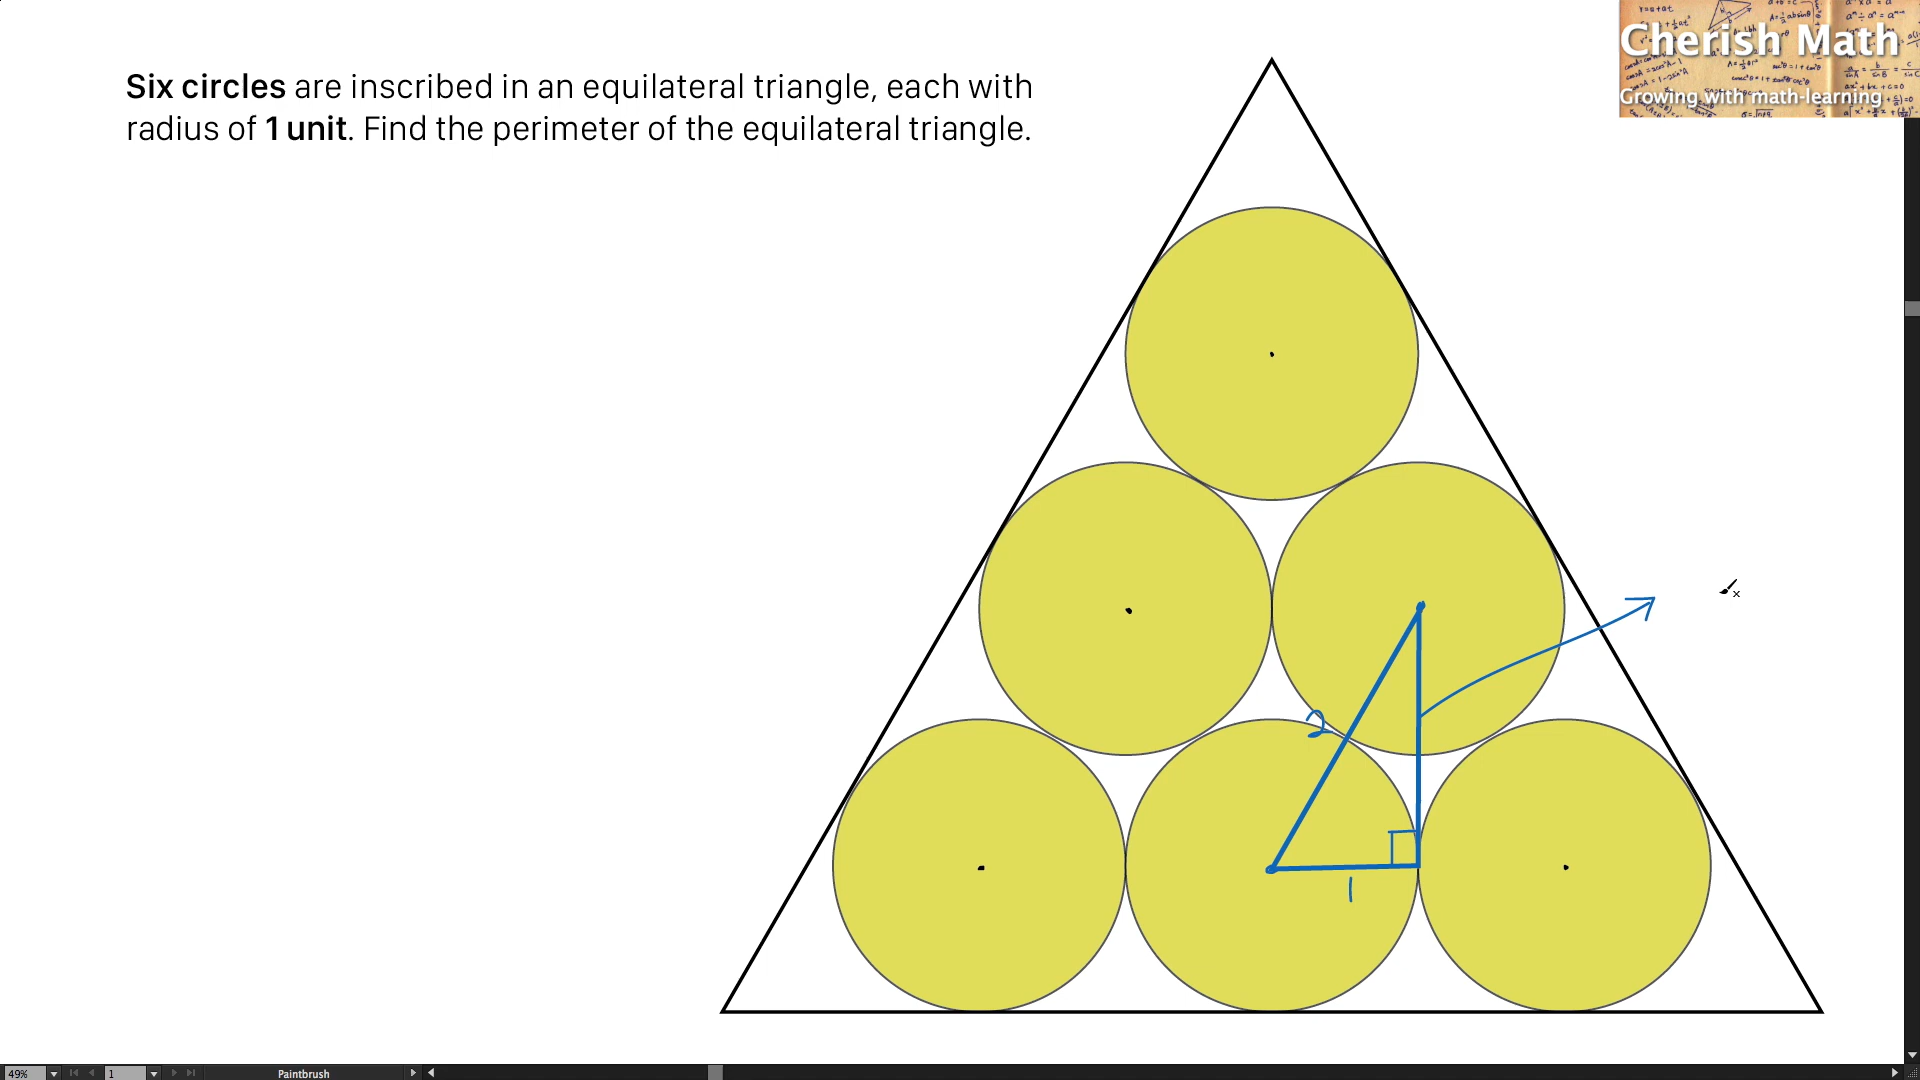 Six circles are inscribed in an equilateral triangle, each with
radius of 1 unit. Find the perimeter of the equilateral triangle.
Cherish Math
Growing with math-learning
2
1
49%
1
Paintbrush